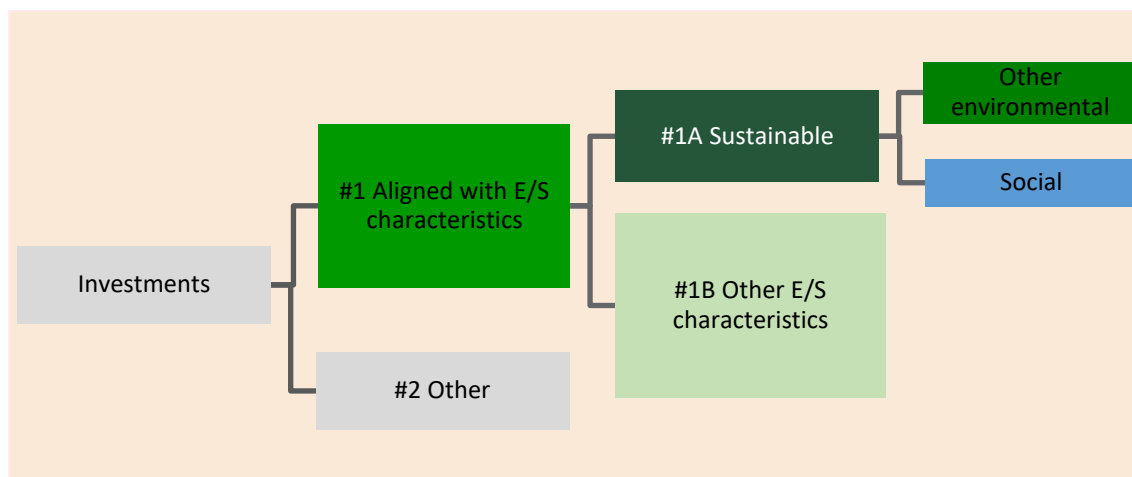 Investments
#1 Aligned with E/S
characteristics
#2 Other
#1A Sustainable
#1B Other E/S
characteristics
Other
environmental
Social